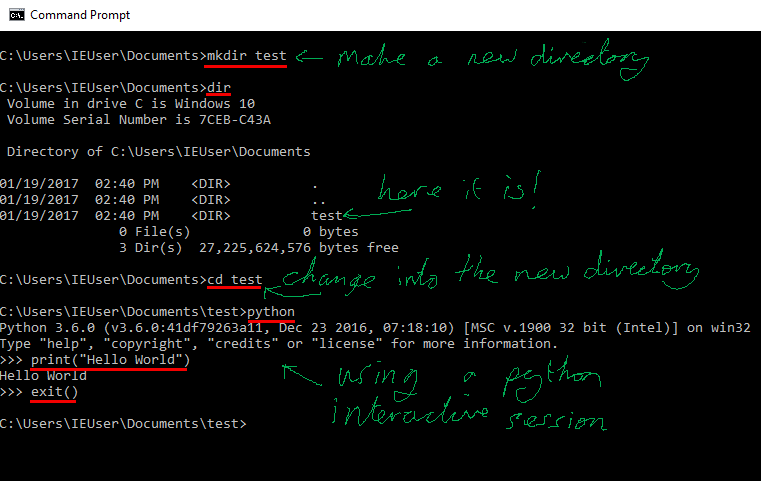 Command Prompt
C:\Users\IEUser\Documents>mkdir test ← Make a new directory
C:\Users\IEUser\Documents>dir
Volume in drive C is Windows 10
Volume Serial Number is 7CEB-C43A
Directory of C:\Users\IEUser\Documents
01/19/2017  02:40 PM    <DIR>          .
here it is!
01/19/2017  02:40 PM    <DIR>          ..
01/19/2017  02:40 PM    <DIR>          test
0 File(s)              0 bytes
3 Dir(s)  27,225,624,576 bytes free
C:\Users\IEUser\Documents>cd test ← change into the new directory
C:\Users\IEUser\Documents\test>python
Python 3.6.0 (v3.6.0:41df79263a11, Dec 23 2016, 07:18:10) [MSC v.1900 32 bit (Intel)] on win32
Type "help", "copyright", "credits" or "license" for more information.
>>> print("Hello World")
Hello World
using a python
>>> exit()
interactive session
C:\Users\IEUser\Documents\test>